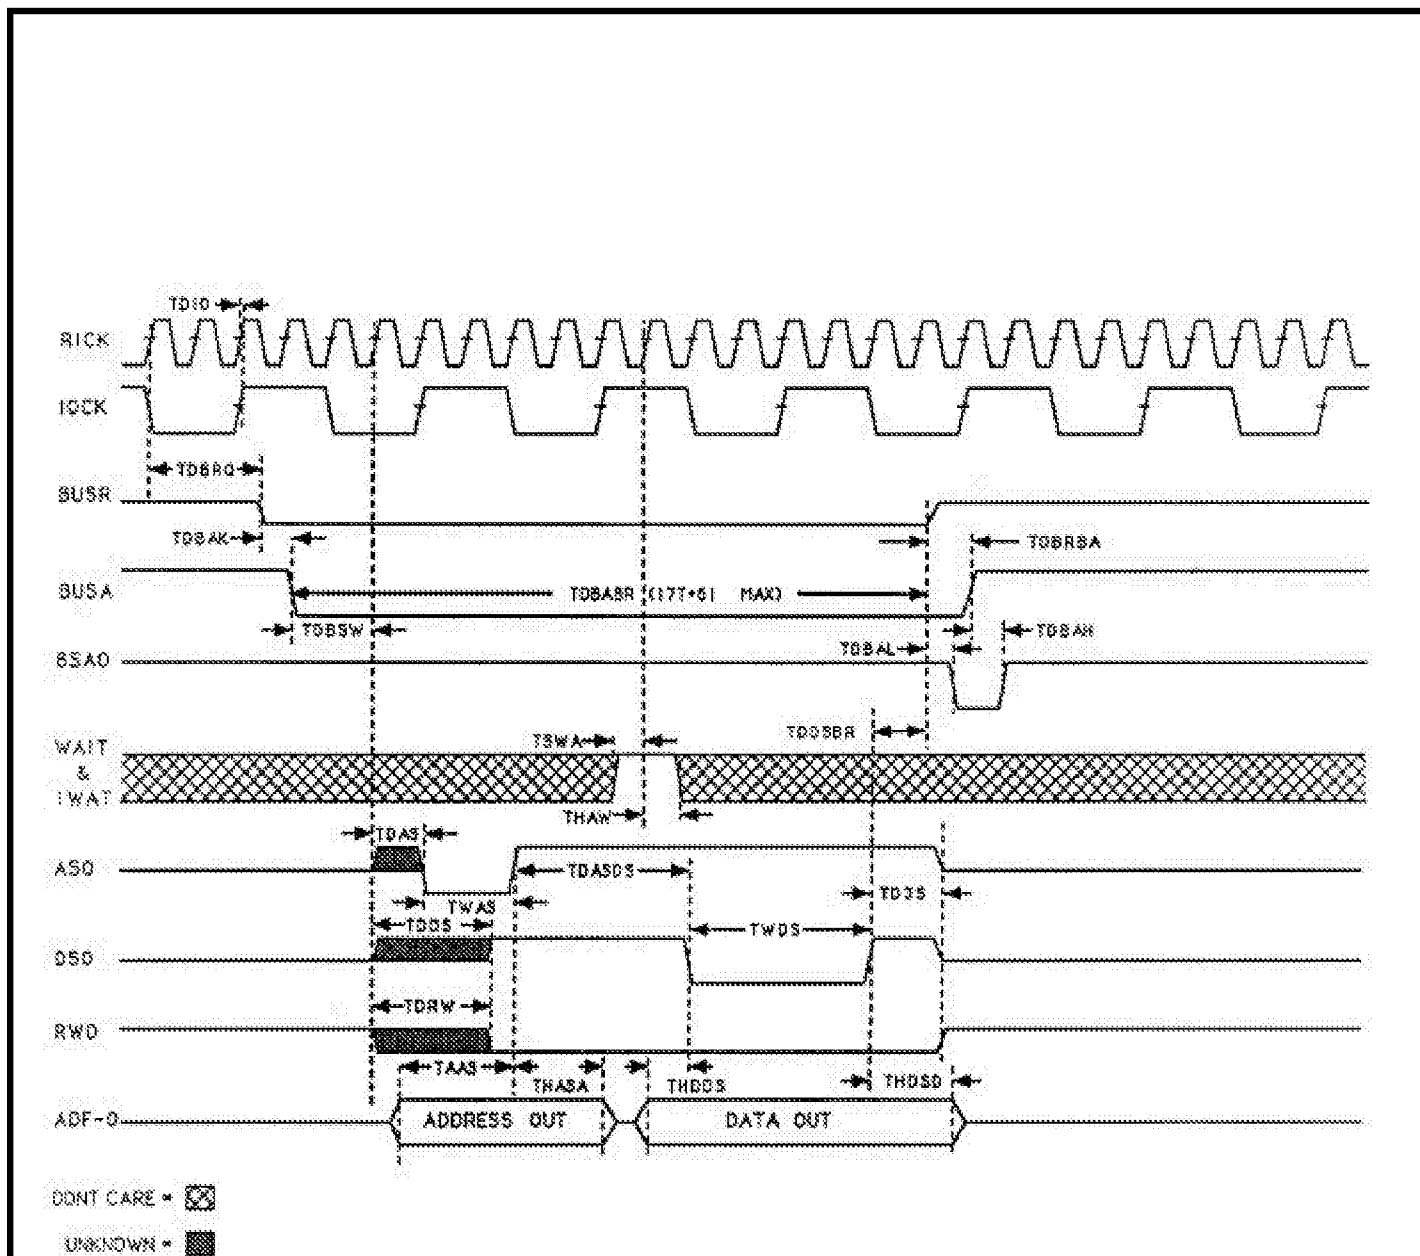 TDIO
RICK
IOCK
TDBRQ
BUSR
TDBAK
TDBRBA
BUSA
TDBABR (17T+61 MAX)
TDBSW
TDBAH
BSAO
TDBAL
TDDSBR
WAIT
TSWA
&
IWAT
THAW
TDAS
ASO
TDASDS
TWAS
TDDS
TWDS
DSO
TDRW
TAAS
THASA
THDDS
THDSD
ADF-0
ADDRESS OUT
DATA OUT
DONT CARE =
UNKNOWN =